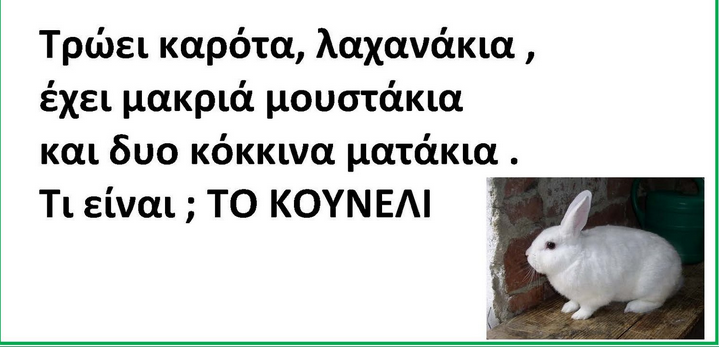 Τρώει καρότα, λαχανάκια ,
έχει μακριά μουστάκια
και δυο κόκκινα ματάκια .
Τι είναι ; ΤΟ ΚΟΥΝΕΛΙ